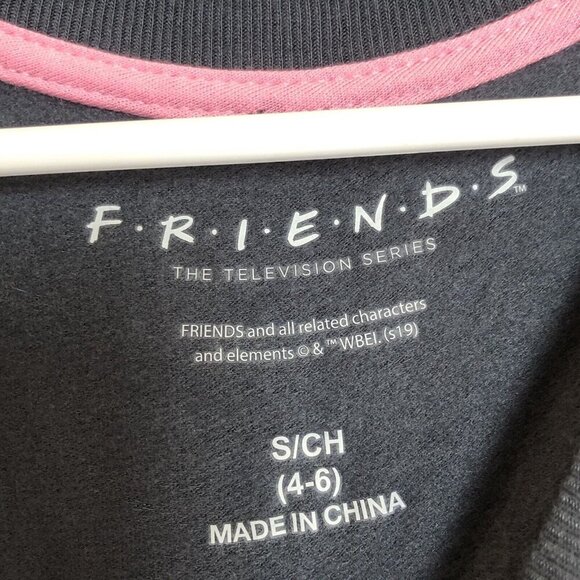 F·R·I·E·N·D·S™
THE TELEVISION SERIES
FRIENDS and all related characters
and elements © & ™ WBEI. (s19)
S/CH
(4-6)
MADE IN CHINA